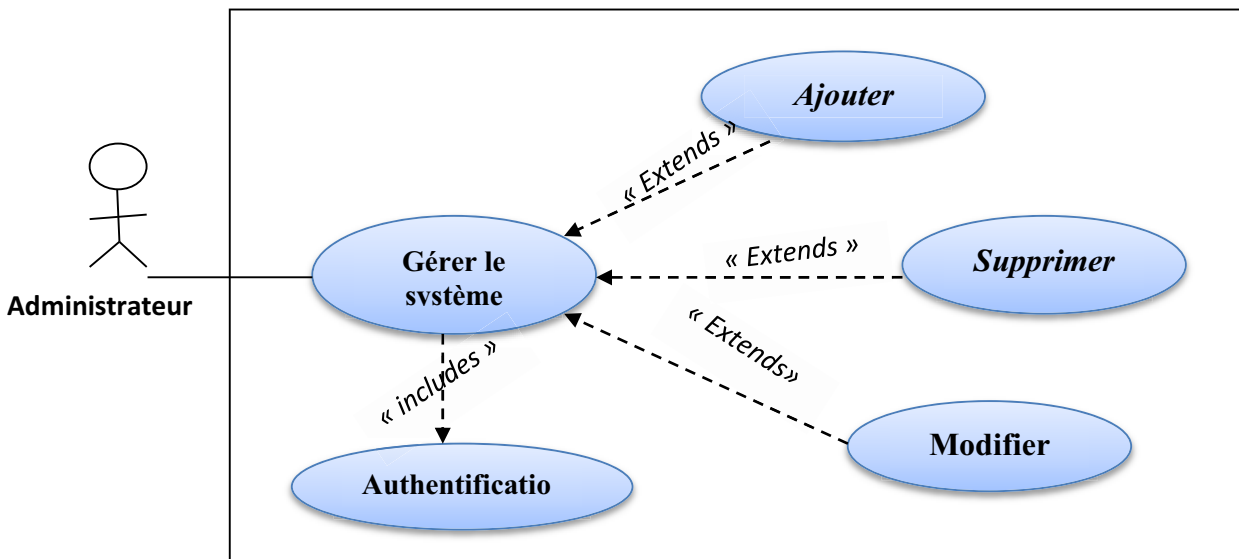 Ajouter
« Extends »
« Extends »
Supprimer
Gérer le
système
Administrateur
« Extends»
« includes »
Modifier
Authentificatio